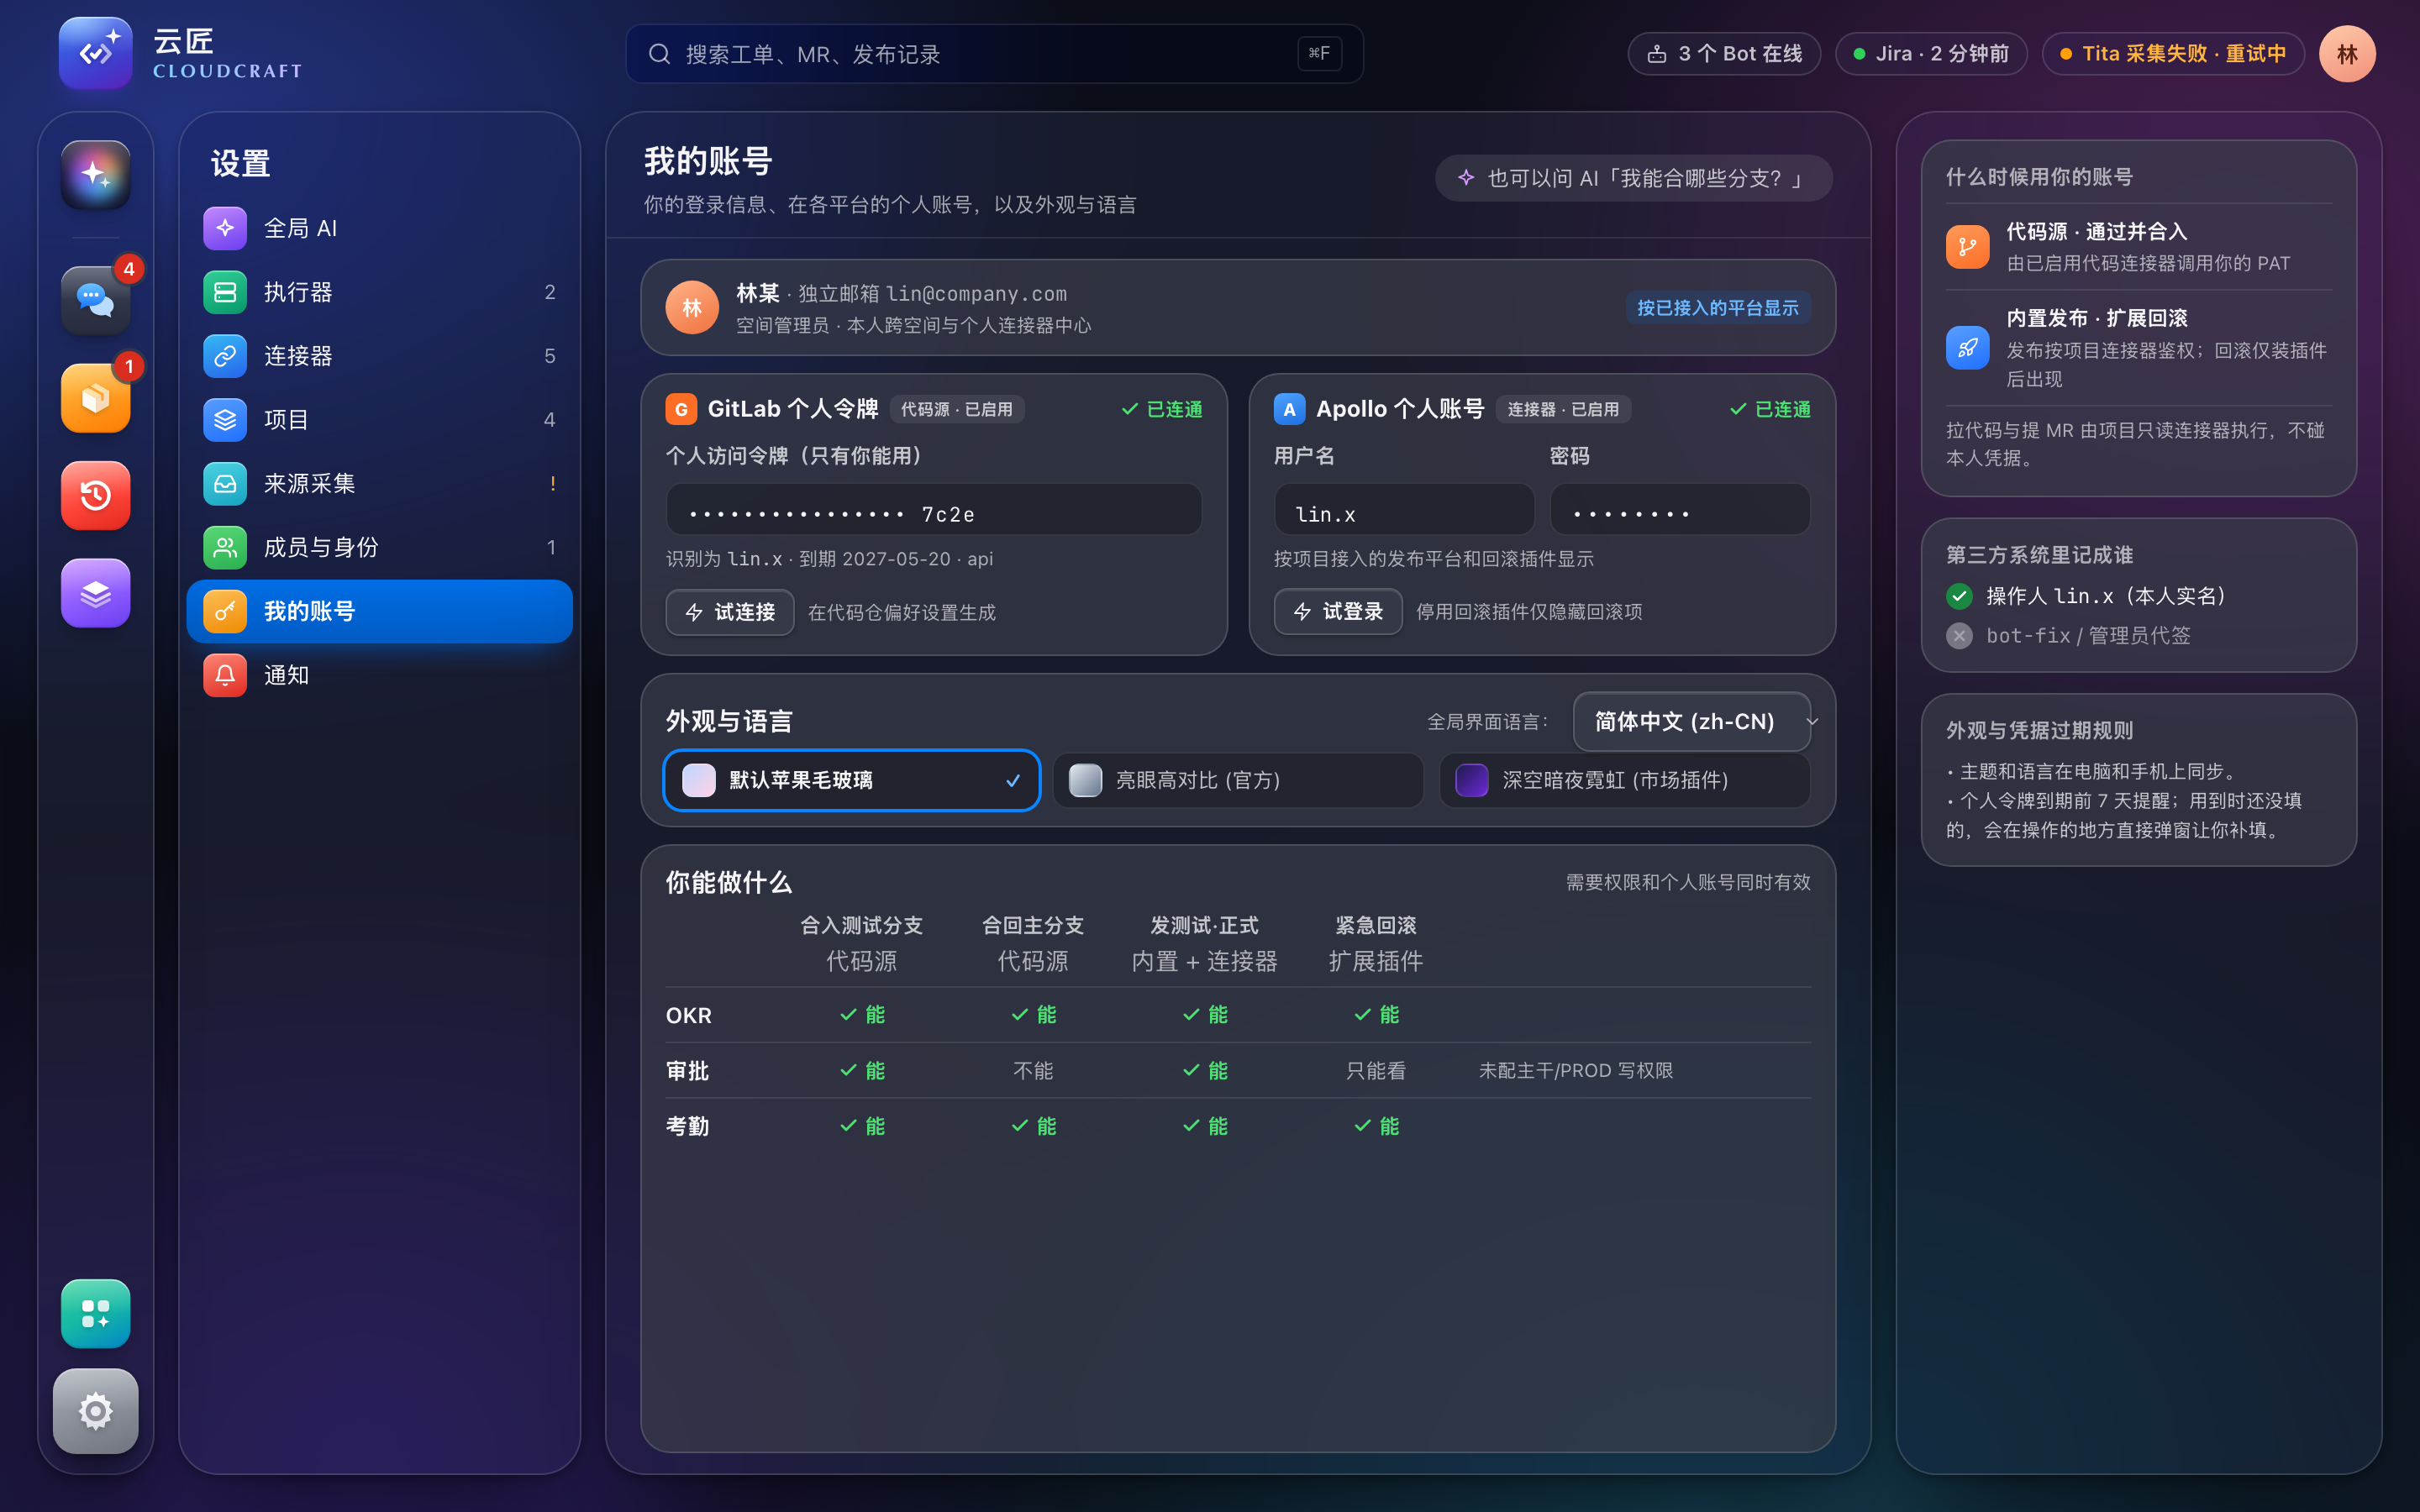 云匠
CLOUDCRAFT
搜索工单、MR、发布记录
⌘F
3 个 Bot 在线
Jira · 2 分钟前
Tita 采集失败 · 重试中
林
4
1
设置
全局 AI
执行器 2
连接器 5
项目 4
来源采集 !
成员与身份 1
我的账号
通知
我的账号
你的登录信息、在各平台的个人账号，以及外观与语言
也可以问 AI「我能合哪些分支？」
林
林某 · 独立邮箱 lin@company.com
空间管理员 · 本人跨空间与个人连接器中心
按已接入的平台显示
G GitLab 个人令牌 代码源 · 已启用 已连通
个人访问令牌（只有你能用）
•••••••••••••••• 7c2e
识别为 lin.x · 到期 2027-05-20 · api
试连接 在代码仓偏好设置生成
A Apollo 个人账号 连接器 · 已启用 已连通
用户名 密码
lin.x ••••••••
按项目接入的发布平台和回滚插件显示
试登录 停用回滚插件仅隐藏回滚项
外观与语言 全局界面语言： 简体中文 (zh-CN)
默认苹果毛玻璃 亮眼高对比 (官方) 深空暗夜霓虹 (市场插件)
你能做什么 需要权限和个人账号同时有效
合入测试分支 合回主分支 发测试·正式 紧急回滚
代码源 代码源 内置 + 连接器 扩展插件
OKR 能 能 能 能
审批 能 不能 能 只能看 未配主干/PROD 写权限
考勤 能 能 能 能
什么时候用你的账号
代码源 · 通过并合入
由已启用代码连接器调用你的 PAT
内置发布 · 扩展回滚
发布按项目连接器鉴权；回滚仅装插件
后出现
拉代码与提 MR 由项目只读连接器执行，不碰
本人凭据。
第三方系统里记成谁
操作人 lin.x（本人实名）
bot-fix / 管理员代签
外观与凭据过期规则
• 主题和语言在电脑和手机上同步。
• 个人令牌到期前 7 天提醒；用到时还没填
的，会在操作的地方直接弹窗让你补填。